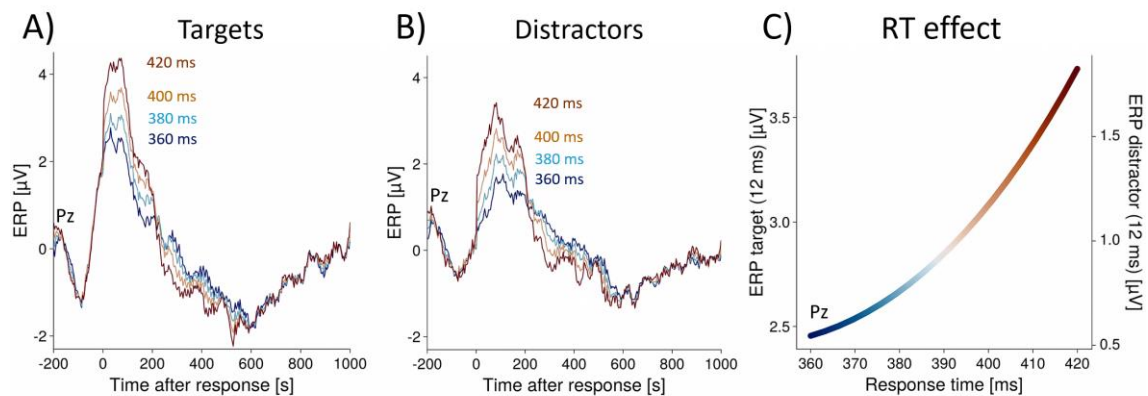 A) Targets
ERP [µV]
4
2
0
-2
420 ms
400 ms
380 ms
360 ms
Pz
-200 0 200 400 600 800 1000
Time after response [s]
B) Distractors
ERP [µV]
4
2
0
-2
420 ms
400 ms
380 ms
360 ms
Pz
-200 0 200 400 600 800 1000
Time after response [s]
C) RT effect
ERP target (12 ms) [µV]
3.5
3.0
2.5
Pz
360 370 380 390 400 410 420
Response time [ms]
1.5
1.0
0.5
ERP distractor (12 ms) [µV]